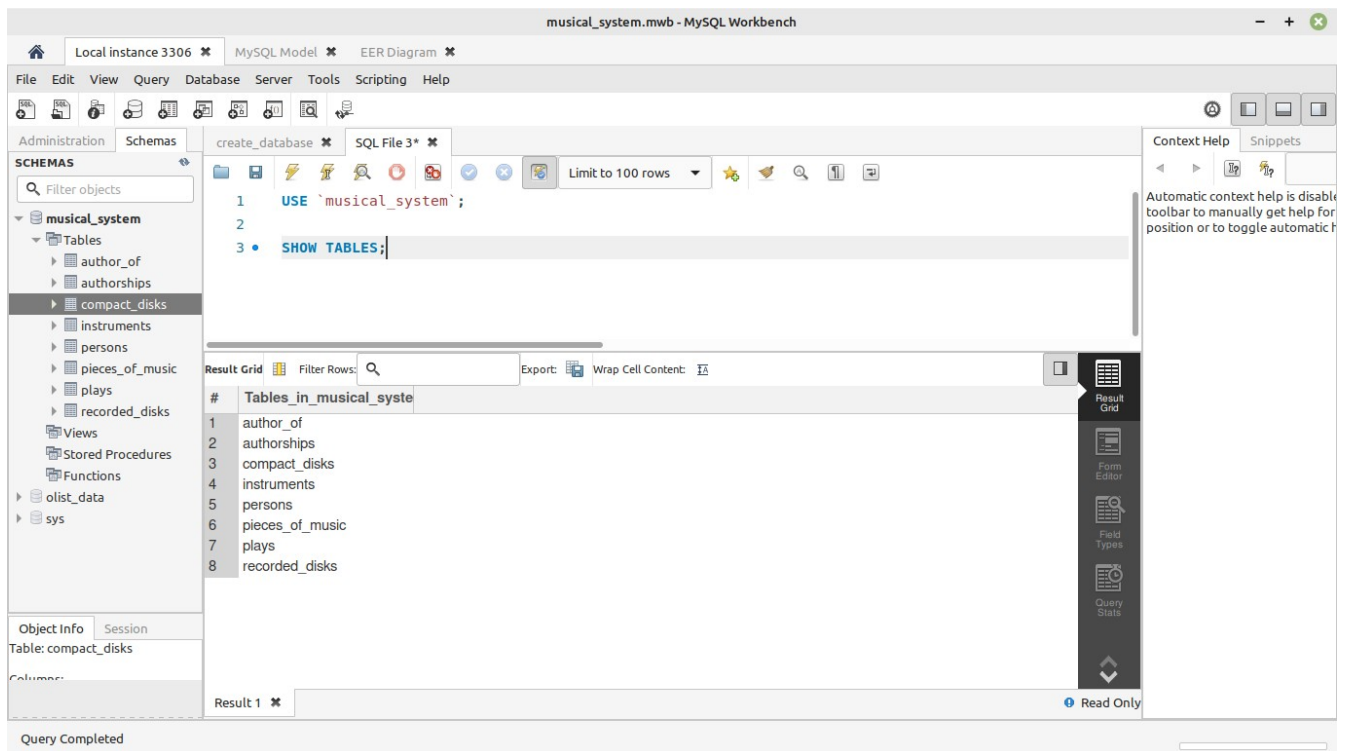 musical_system.mwb - MySQL Workbench
Local instance 3306 MySQL Model EER Diagram
File Edit View Query Database Server Tools Scripting Help
Administration Schemas
SCHEMAS
Filter objects
musical_system
Tables
author_of
authorships
compact_disks
instruments
persons
pieces_of_music
plays
recorded_disks
Views
Stored Procedures
Functions
olist_data
sys
Object Info Session
Table: compact_disks
Columns:
create_database SQL File 3*
Limit to 100 rows
1 USE `musical_system`;
2
3 SHOW TABLES;
Result Grid Filter Rows: Export: Wrap Cell Content:
# Tables_in_musical_syste
1 author_of
2 authorships
3 compact_disks
4 instruments
5 persons
6 pieces_of_music
7 plays
8 recorded_disks
Result
Grid
Form
Editor
Field
Types
Query
Stats
Result 1 Read Only
Context Help Snippets
Automatic context help is disable
toolbar to manually get help for
position or to toggle automatic h
Query Completed